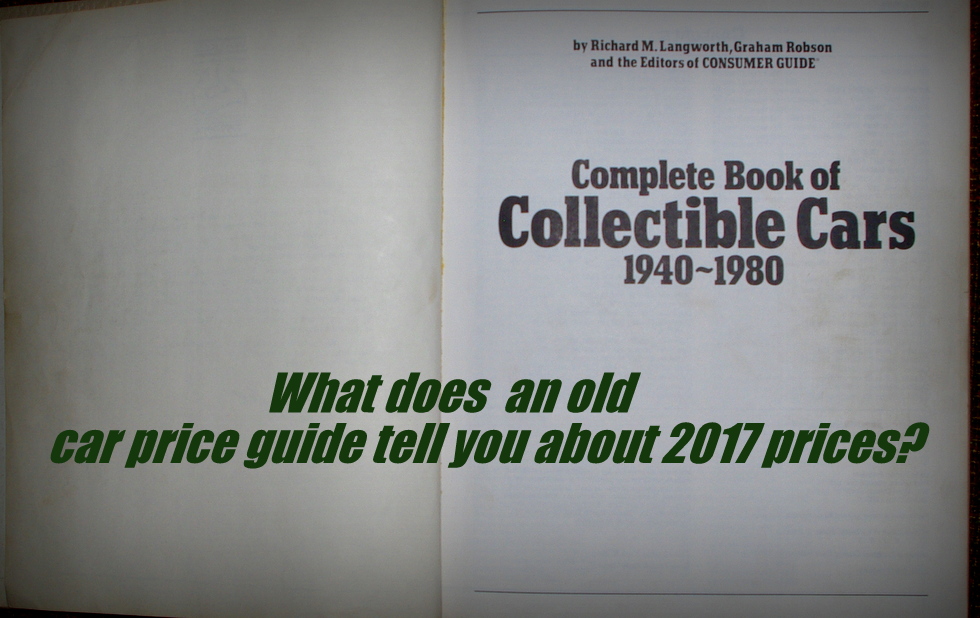 by Richard M. Langworth, Graham Robson
and the Editors of CONSUMER GUIDE®
Complete Book of
Collectible Cars
1940~1980
What does an old
car price guide tell you about 2017 prices?